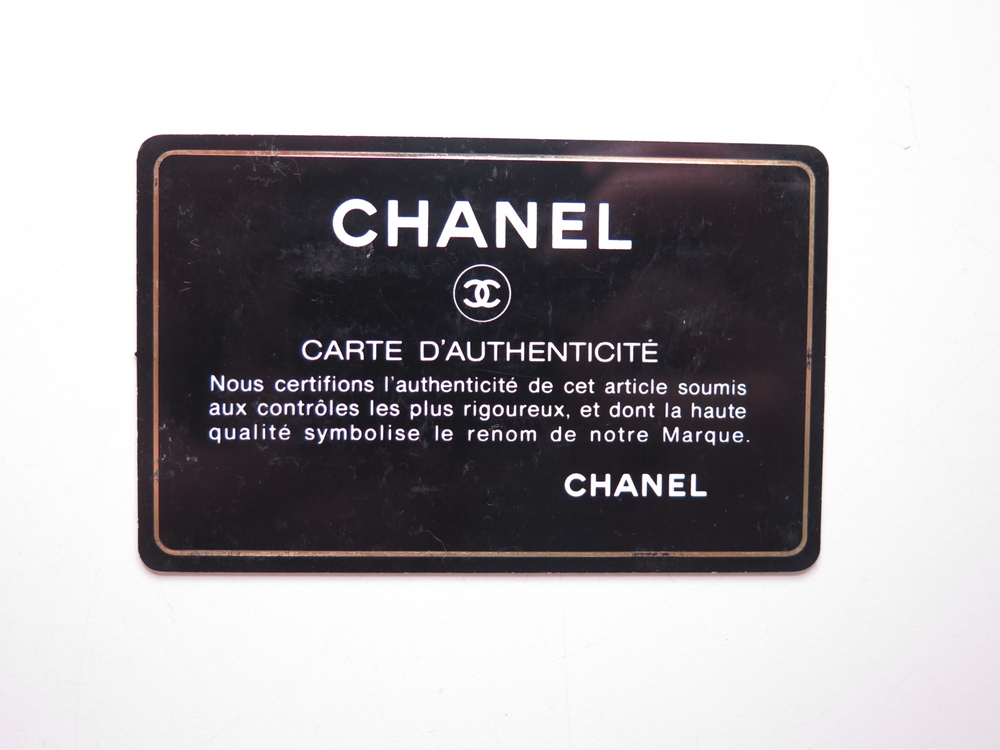 CHANEL
CARTE D'AUTHENTICITÉ
Nous certifions l'authenticité de cet article soumis
aux contrôles les plus rigoureux, et dont la haute
qualité symbolise le renom de notre Marque.
CHANEL